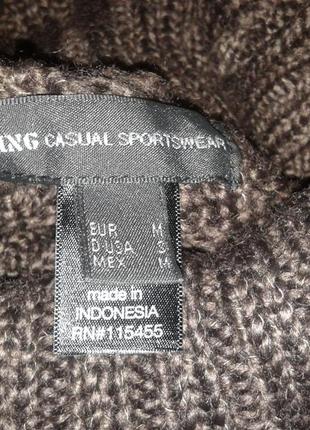 ING CASUAL SPORTSWEAR
EUR M
D-USA S
MEX M
made in
INDONESIA
RN#115455